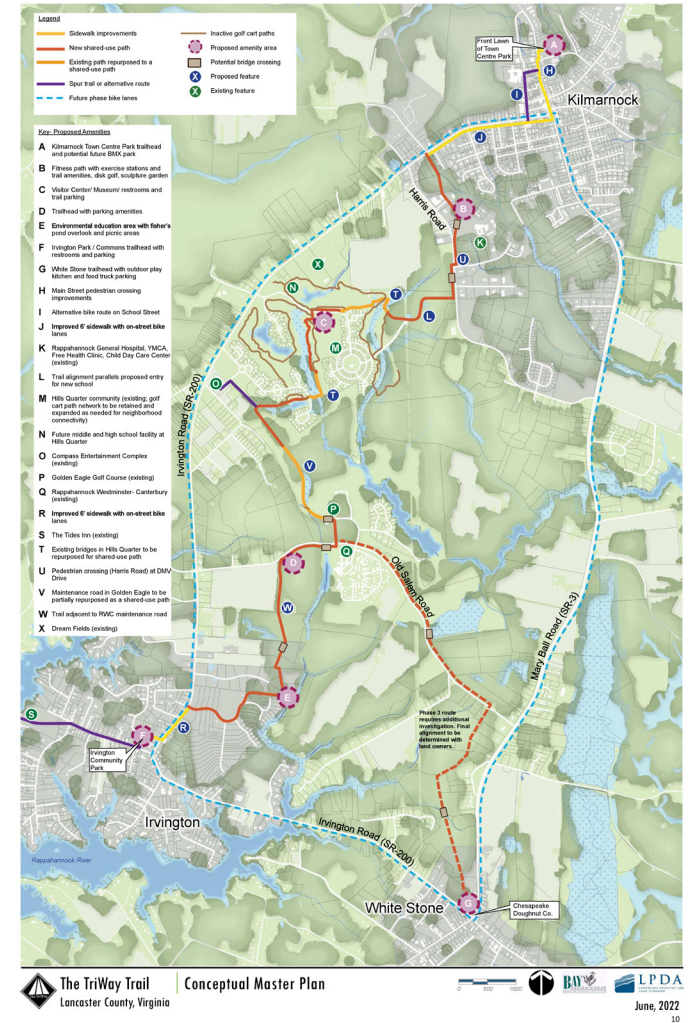 Legend
Sidewalk improvements
New shared-use path
Existing path repurposed to a
shared-use path
Spur trail or alternative route
Future phase bike lanes
Inactive golf cart paths
Proposed amenity area
Potential bridge crossing
X Proposed feature
X Existing feature
Key- Proposed Amenities
A Kilmarnock Town Centre Park trailhead
and potential future BMX park
B Fitness path with exercise stations and
trail amenities, disk golf, sculpture garden
C Visitor Center/ Museum/ restrooms and
trail parking
D Trailhead with parking amenities
E Environmental education area with fisher's
pond overlook and picnic areas
F Irvington Park / Commons trailhead with
restrooms and parking
G White Stone trailhead with outdoor play
kitchen and food truck parking
H Main Street pedestrian crossing
improvements
I Alternative bike route on School Street
J Improved 6' sidewalk with on-street bike
lanes
K Rappahannock General Hospital, YMCA,
Free Health Clinic, Child Day Care Center
(existing)
L Trail alignment parallels proposed entry
for new school
M Hills Quarter community (existing; golf
cart path network to be retained and
expanded as needed for neighborhood
connectivity)
N Future middle and high school facility at
Hills Quarter
O Compass Entertainment Complex
(existing)
P Golden Eagle Golf Course (existing)
Q Rappahannock Westminster- Canterbury
(existing)
R Improved 6' sidewalk with on-street bike
lanes
S The Tides Inn (existing)
T Existing bridges in Hills Quarter to be
repurposed for shared-use path
U Pedestrian crossing (Harris Road) at DMV
Drive
V Maintenance road in Golden Eagle to be
partially repurposed as a shared-use path
W Trail adjacent to RWC maintenance road
X Dream Fields (existing)
Front Lawn
of Town
Centre Park
A
H
I
Kilmarnock
J
Harris Road
B
K
U
X
N
T
L
C
M
T
O
Irvington Road (SR-200)
V
P
Q
D
Old Salem Road
W
Mary Ball Road (SR-3)
E
Phase 3 route
requires additional
investigation. Final
alignment to be
determined with
land owners.
S
F
R
Irvington
Community
Park
Irvington
Irvington Road (SR-200)
Rappahannock River
White Stone
G
Chesapeake
Doughnut Co.
The TriWay
The TriWay Trail
Lancaster County, Virginia
Conceptual Master Plan
0 800 1600
BAY
LPDA
June, 2022
10